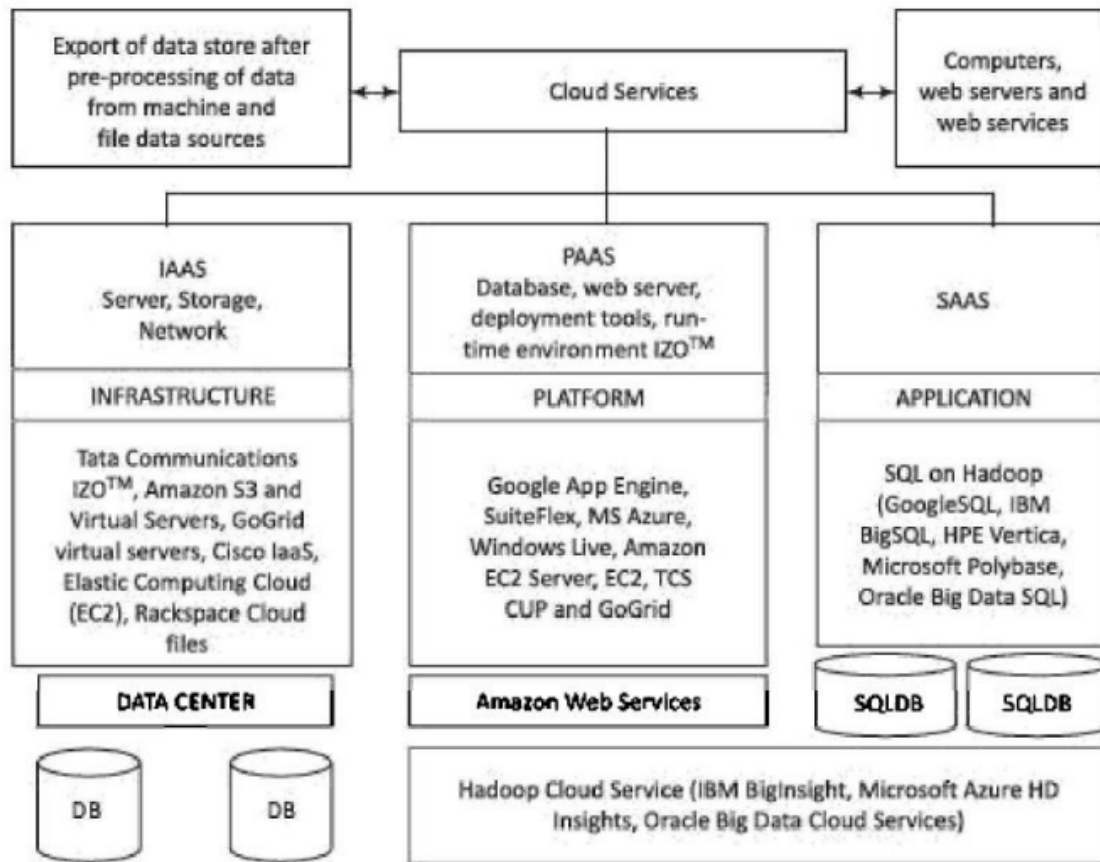 Export of data store after
pre-processing of data
from machine and
file data sources
Cloud Services
Computers,
web servers and
web services
IAAS
Server, Storage,
Network
PAAS
Database, web server,
deployment tools, run-
time environment IZO™
SAAS
INFRASTRUCTURE
PLATFORM
APPLICATION
Tata Communications
IZO™, Amazon S3 and
Virtual Servers, GoGrid
virtual servers, Cisco IaaS,
Elastic Computing Cloud
(EC2), Rackspace Cloud
files
Google App Engine,
SuiteFlex, MS Azure,
Windows Live, Amazon
EC2 Server, EC2, TCS
CUP and GoGrid
SQL on Hadoop
(GoogleSQL, IBM
BigSQL, HPE Vertica,
Microsoft Polybase,
Oracle Big Data SQL)
DATA CENTER
Amazon Web Services
SQLDB
SQLDB
DB
DB
Hadoop Cloud Service (IBM BigInsight, Microsoft Azure HD
Insights, Oracle Big Data Cloud Services)